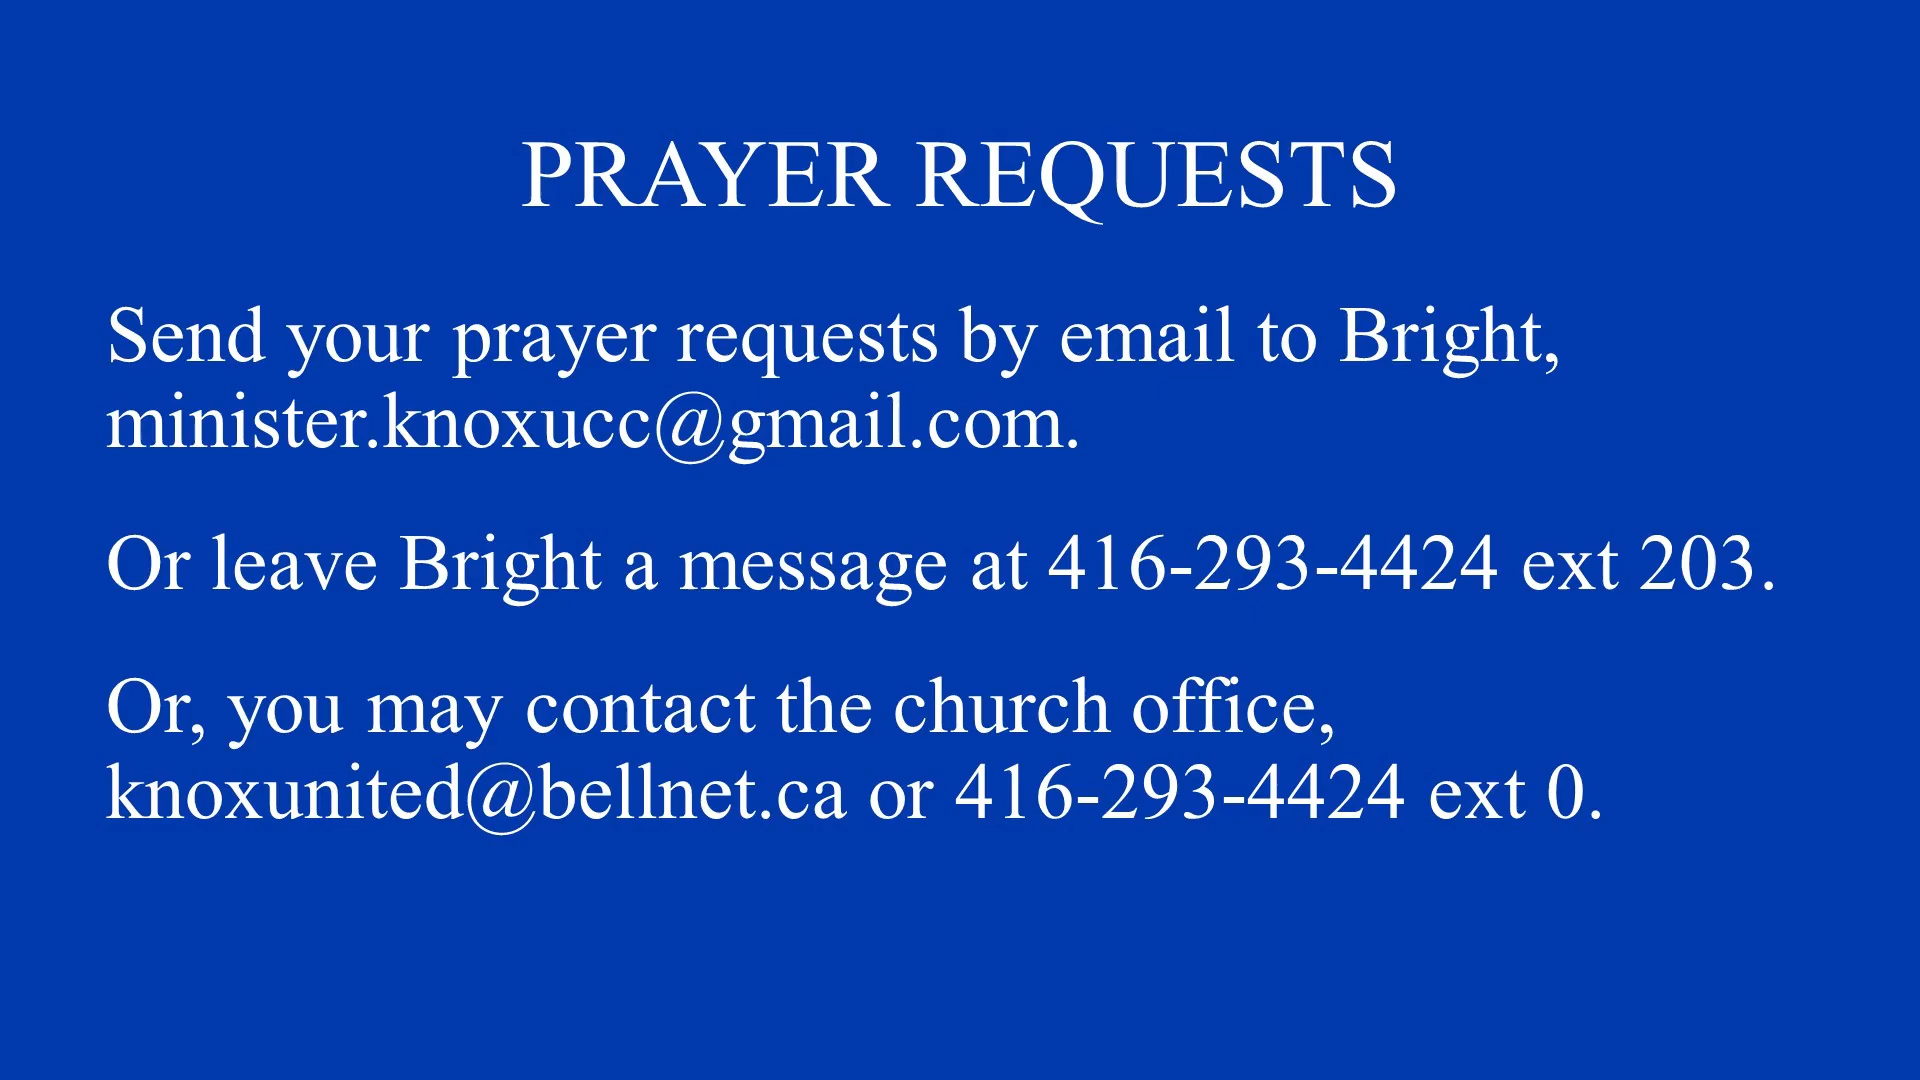 PRAYER REQUESTS
Send your prayer requests by email to Bright,
minister.knoxucc@gmail.com.
Or leave Bright a message at 416-293-4424 ext 203.
Or, you may contact the church office,
knoxunited@bellnet.ca or 416-293-4424 ext 0.